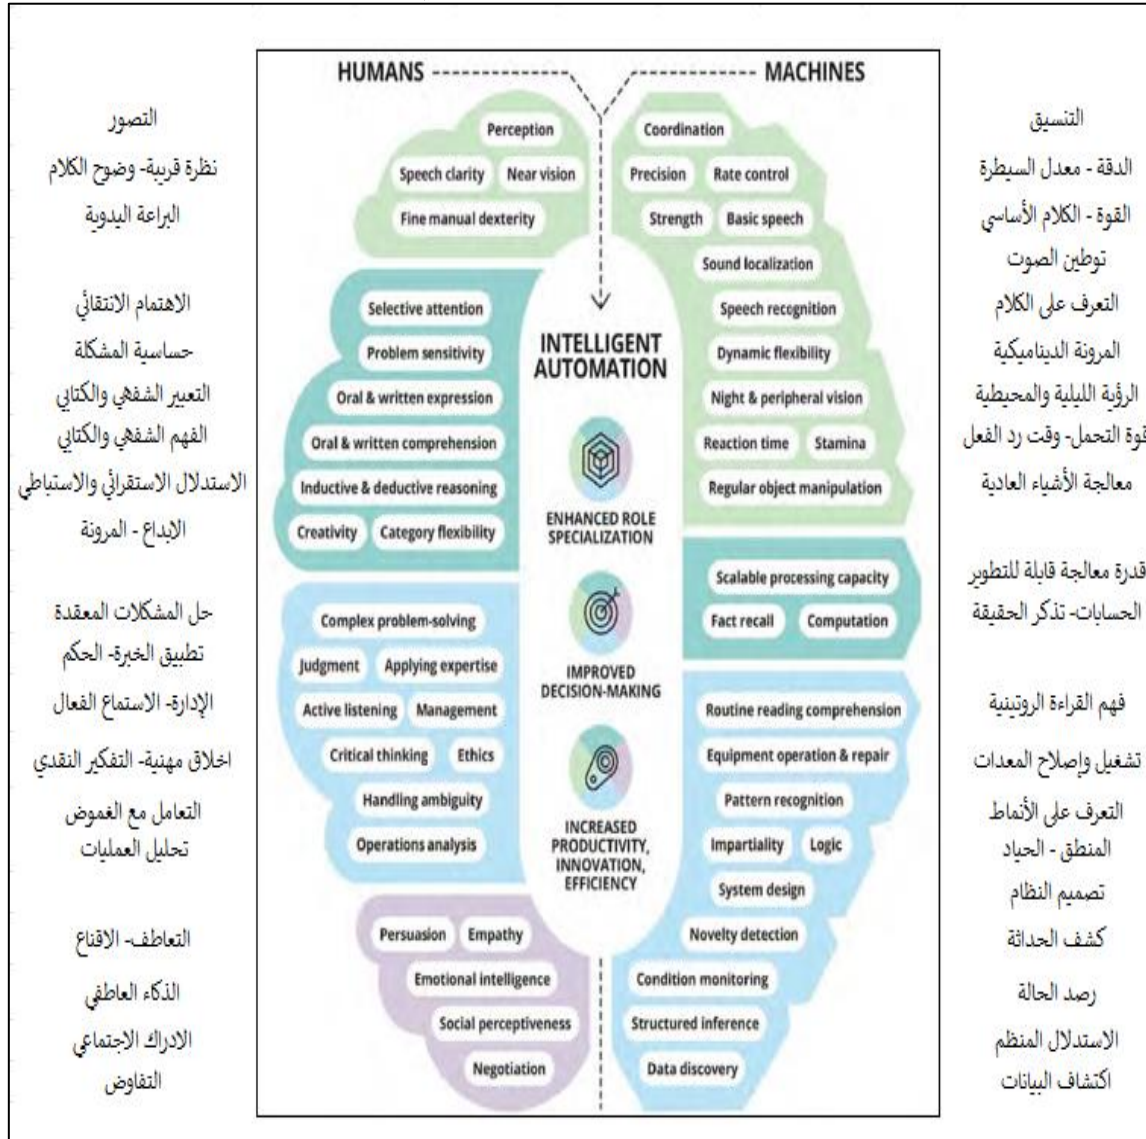 HUMANS
MACHINES
التصور
نظرة قريبة- وضوح الكلام
البراعة اليدوية
الاهتمام الانتقائي
حساسية المشكلة
التعبير الشفهي والكتابي
الفهم الشفهي والكتابي
الاستدلال الاستقرائي والاستباطي
الابداع - المرونة
حل المشكلات المعقدة
تطبيق الخبرة- الحكم
الإدارة- الاستماع الفعال
اخلاق مهنية- التفكير النقدي
التعامل مع الغموض
تحليل العمليات
التعاطف- الاقناع
الذكاء العاطفي
الادراك الاجتماعي
التفاوض
Perception
Speech clarity Near vision
Fine manual dexterity
Selective attention
Problem sensitivity
Oral & written expression
Oral & written comprehension
Inductive & deductive reasoning
Creativity Category flexibility
Complex problem-solving
Judgment Applying expertise
Active listening Management
Critical thinking Ethics
Handling ambiguity
Operations analysis
Persuasion Empathy
Emotional intelligence
Social perceptiveness
Negotiation
INTELLIGENT
AUTOMATION
ENHANCED ROLE
SPECIALIZATION
IMPROVED
DECISION-MAKING
INCREASED
PRODUCTIVITY,
INNOVATION,
EFFICIENCY
Coordination
Precision Rate control
Strength Basic speech
Sound localization
Speech recognition
Dynamic flexibility
Night & peripheral vision
Reaction time Stamina
Regular object manipulation
Scalable processing capacity
Fact recall Computation
Routine reading comprehension
Equipment operation & repair
Pattern recognition
Impartiality Logic
System design
Novelty detection
Condition monitoring
Structured inference
Data discovery
التنسيق
الدقة - معدل السيطرة
القوة - الكلام الأساسي
توطين الصوت
التعرف على الكلام
المرونة الديناميكية
الرؤية الليلية والمحيطية
قوة التحمل- وقت رد الفعل
معالجة الأشياء العادية
قدرة معالجة قابلة للتطوير
الحسابات- تذكر الحقيقة
فهم القراءة الروتينية
تشغيل وإصلاح المعدات
التعرف على الأنماط
المنطق - الحياد
تصميم النظام
كشف الحداثة
رصد الحالة
الاستدلال المنظم
اكتشاف البيانات